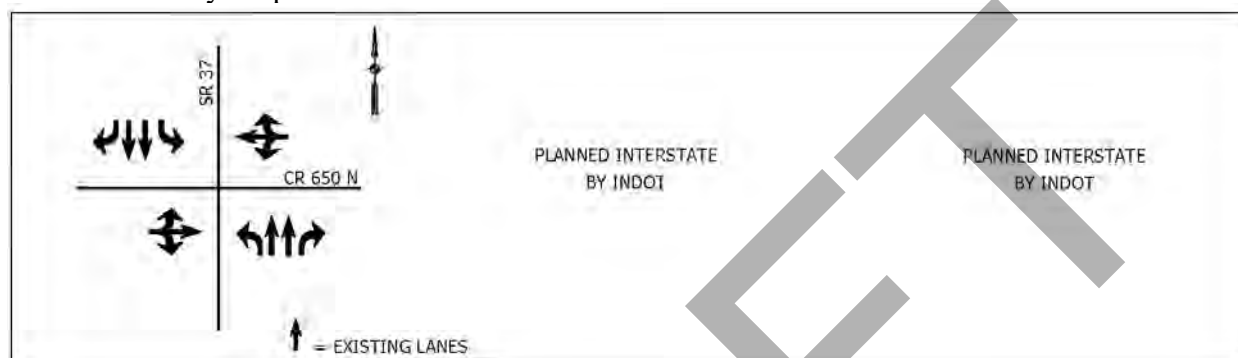 SR 37
CR 650 N
= EXISTING LANES
PLANNED INTERSTATE
BY INDOT
PLANNED INTERSTATE
BY INDOT